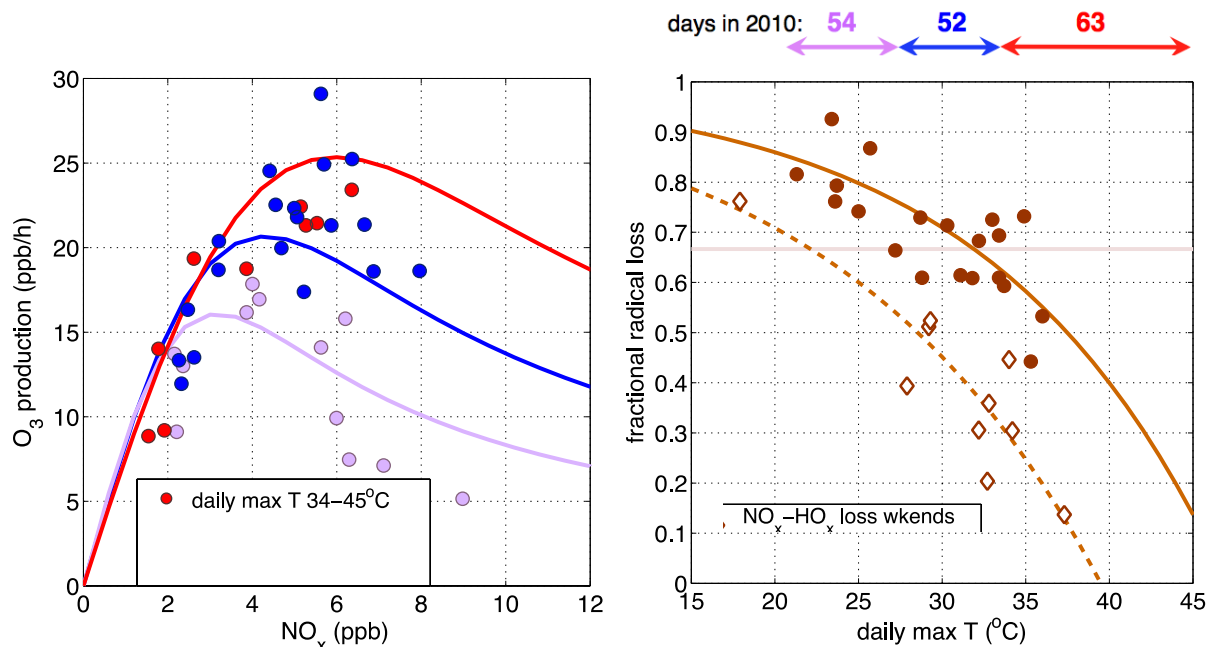 days in 2010: 54 52 63
30
25
20
15
10
5
0
O3 production (ppb/h)
0 2 4 6 8 10 12
NOx (ppb)
daily max T 34–45°C
1
0.9
0.8
0.7
0.6
0.5
0.4
0.3
0.2
0.1
0
fractional radical loss
15 20 25 30 35 40 45
daily max T (°C)
NOx–HOx loss wkends